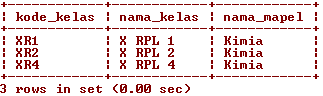 kode_kelas | nama_kelas | nama_mapel
XR1 | X RPL 1 | Kimia
XR2 | X RPL 2 | Kimia
XR4 | X RPL 4 | Kimia
3 rows in set (0.00 sec)